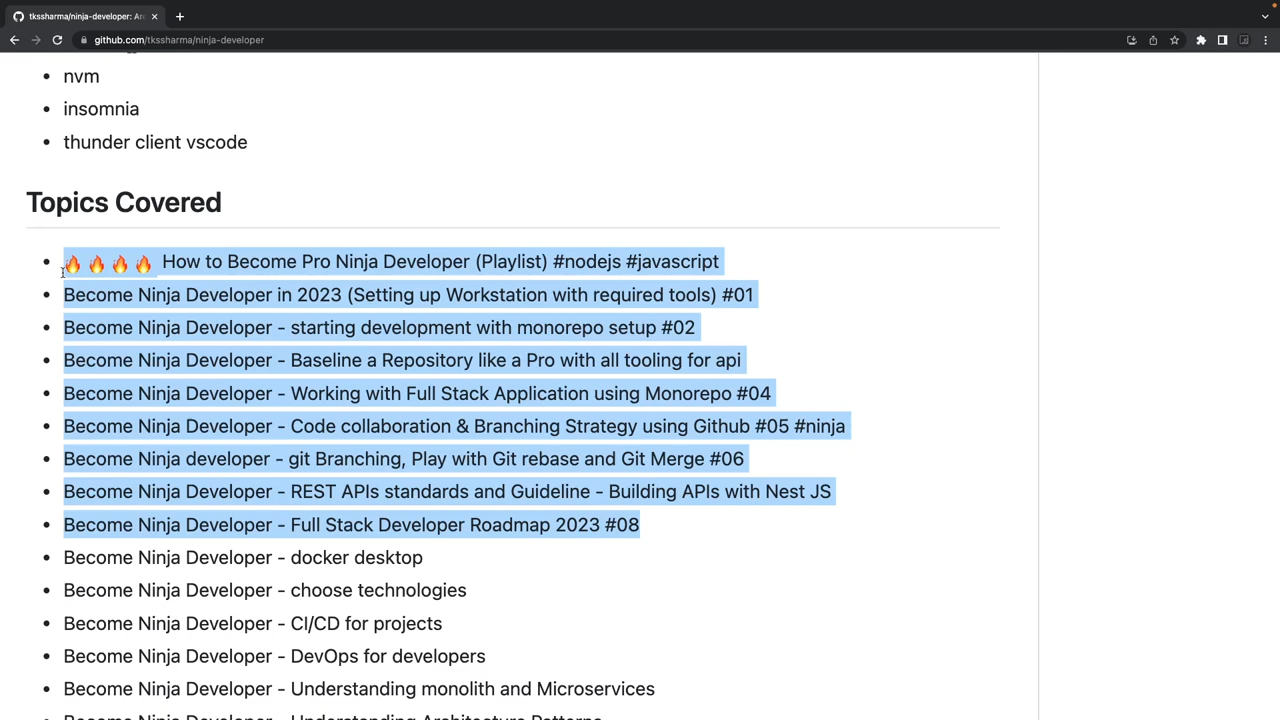 tkssharma/ninja-developer: Are
github.com/tkssharma/ninja-developer
nvm
insomnia
thunder client vscode
Topics Covered
🔥 🔥 🔥 🔥 How to Become Pro Ninja Developer (Playlist) #nodejs #javascript
Become Ninja Developer in 2023 (Setting up Workstation with required tools) #01
Become Ninja Developer - starting development with monorepo setup #02
Become Ninja Developer - Baseline a Repository like a Pro with all tooling for api
Become Ninja Developer - Working with Full Stack Application using Monorepo #04
Become Ninja Developer - Code collaboration & Branching Strategy using Github #05 #ninja
Become Ninja developer - git Branching, Play with Git rebase and Git Merge #06
Become Ninja Developer - REST APIs standards and Guideline - Building APIs with Nest JS
Become Ninja Developer - Full Stack Developer Roadmap 2023 #08
Become Ninja Developer - docker desktop
Become Ninja Developer - choose technologies
Become Ninja Developer - CI/CD for projects
Become Ninja Developer - DevOps for developers
Become Ninja Developer - Understanding monolith and Microservices
Become Ninja Developer - Understanding Architecture Patterns